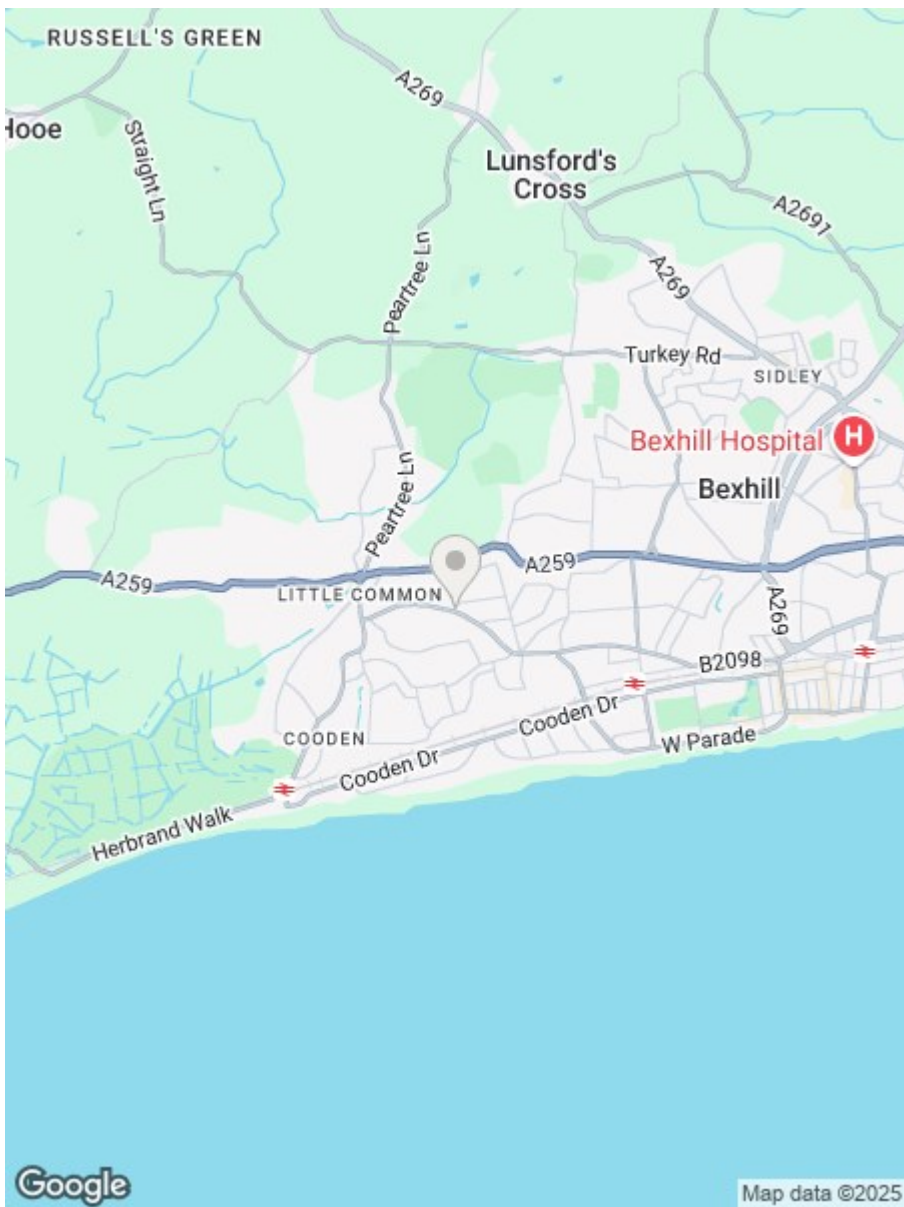 RUSSELL'S GREEN
A269
Hooe
Straight Ln
Lunsford's
Cross
A2691
Peartree Ln
A269
Turkey Rd
SIDLEY
Bexhill Hospital
H
Bexhill
Peartree Ln
A259
A259
LITTLE COMMON
A269
B2098
Cooden Dr
COODEN
W Parade
Cooden Dr
Herbrand Walk
Google
Map data ©2025